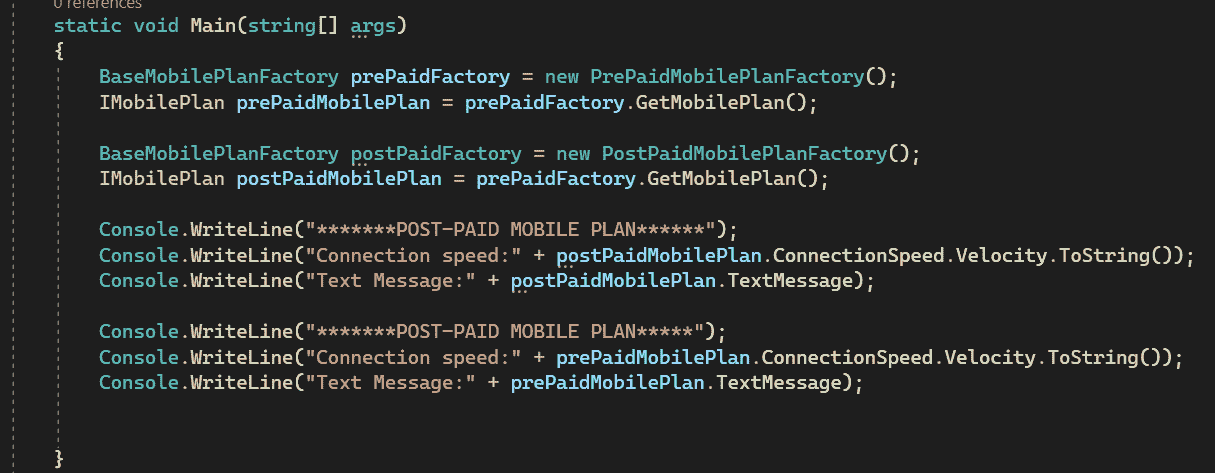 0 references
static void Main(string[] args)
{
BaseMobilePlanFactory prePaidFactory = new PrePaidMobilePlanFactory();
IMobilePlan prePaidMobilePlan = prePaidFactory.GetMobilePlan();
BaseMobilePlanFactory postPaidFactory = new PostPaidMobilePlanFactory();
IMobilePlan postPaidMobilePlan = prePaidFactory.GetMobilePlan();
Console.WriteLine("*******POST-PAID MOBILE PLAN******");
Console.WriteLine("Connection speed:" + postPaidMobilePlan.ConnectionSpeed.Velocity.ToString());
Console.WriteLine("Text Message:" + postPaidMobilePlan.TextMessage);
Console.WriteLine("*******POST-PAID MOBILE PLAN*****");
Console.WriteLine("Connection speed:" + prePaidMobilePlan.ConnectionSpeed.Velocity.ToString());
Console.WriteLine("Text Message:" + prePaidMobilePlan.TextMessage);
}